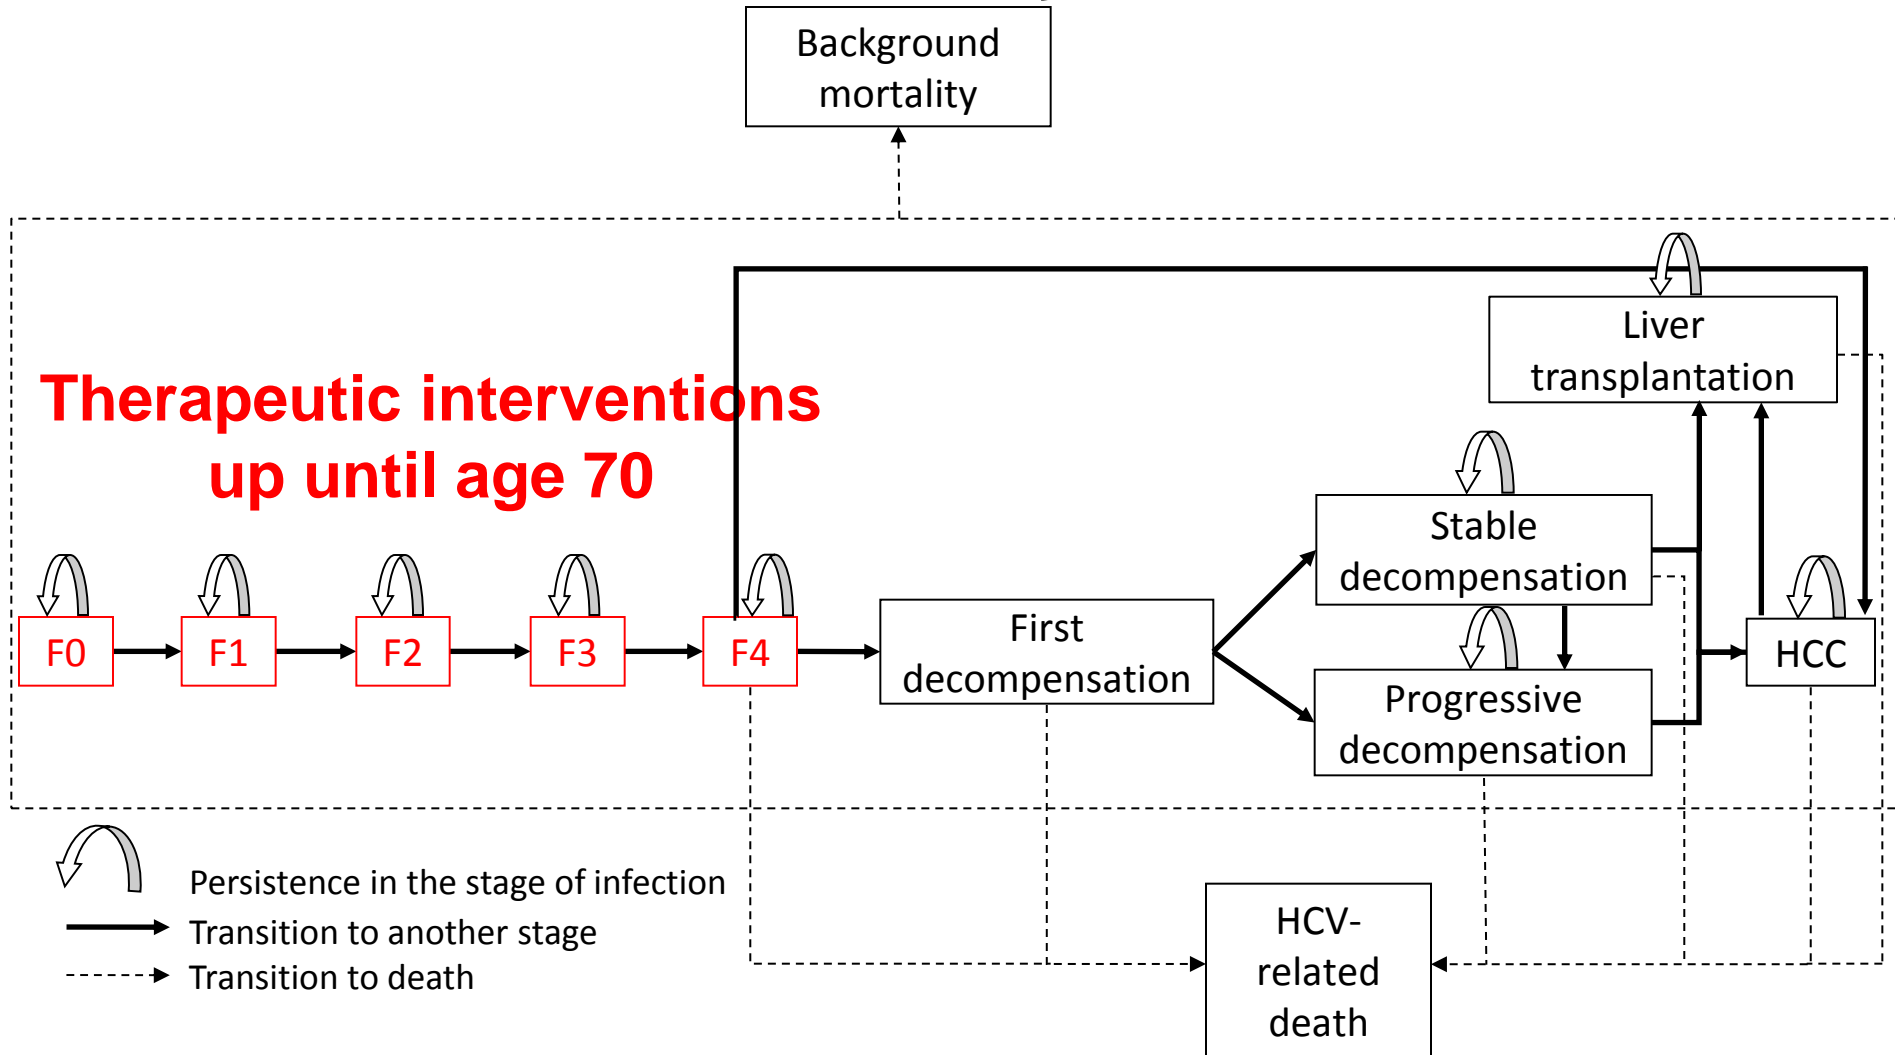 Background
mortality
Liver
transplantation
Therapeutic interventions
up until age 70
Stable
decompensation
F0
F1
F2
F3
F4
First
decompensation
HCC
Progressive
decompensation
Persistence in the stage of infection
Transition to another stage
Transition to death
HCV-
related
death